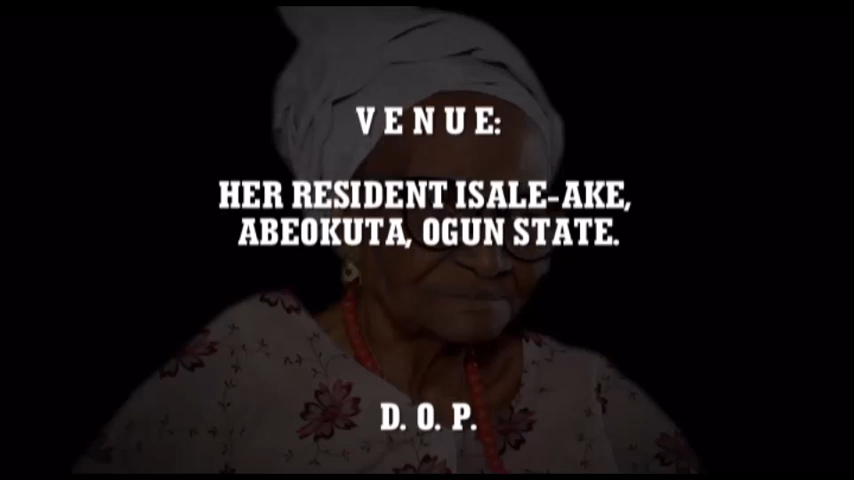 V E N U E:
HER RESIDENT ISALE-AKE,
ABEOKUTA, OGUN STATE.
D. O. P.